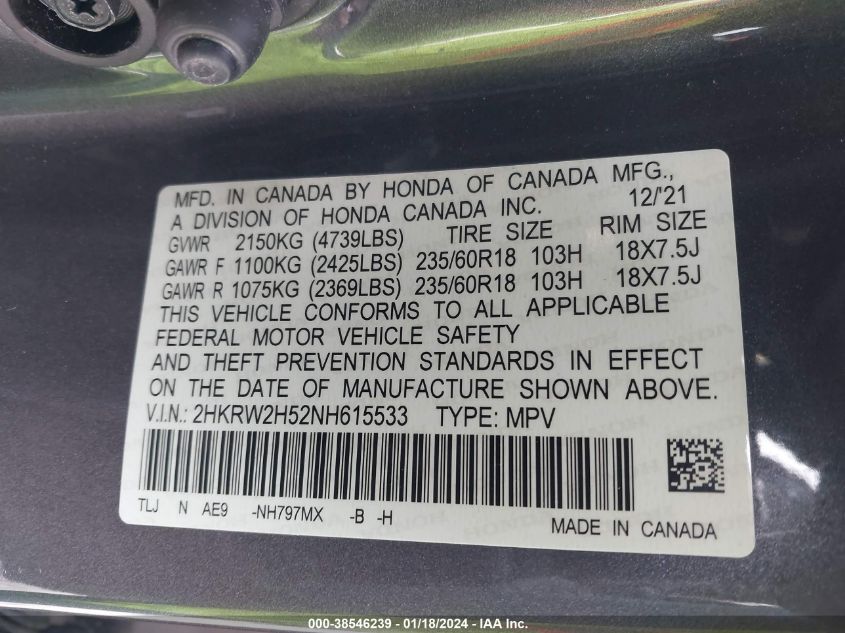 MFD. IN CANADA BY HONDA OF CANADA MFG.,
A DIVISION OF HONDA CANADA INC. 12/'21
GVWR 2150KG (4739LBS) TIRE SIZE RIM SIZE
GAWR F 1100KG (2425LBS) 235/60R18 103H 18X7.5J
GAWR R 1075KG (2369LBS) 235/60R18 103H 18X7.5J
THIS VEHICLE CONFORMS TO ALL APPLICABLE
FEDERAL MOTOR VEHICLE SAFETY
AND THEFT PREVENTION STANDARDS IN EFFECT
ON THE DATE OF MANUFACTURE SHOWN ABOVE.
V.I.N.: 2HKRW2H52NH615533 TYPE: MPV
TLJ N AE9 -NH797MX -B -H
MADE IN CANADA
000-38546239 - 01/18/2024 - IAA Inc.